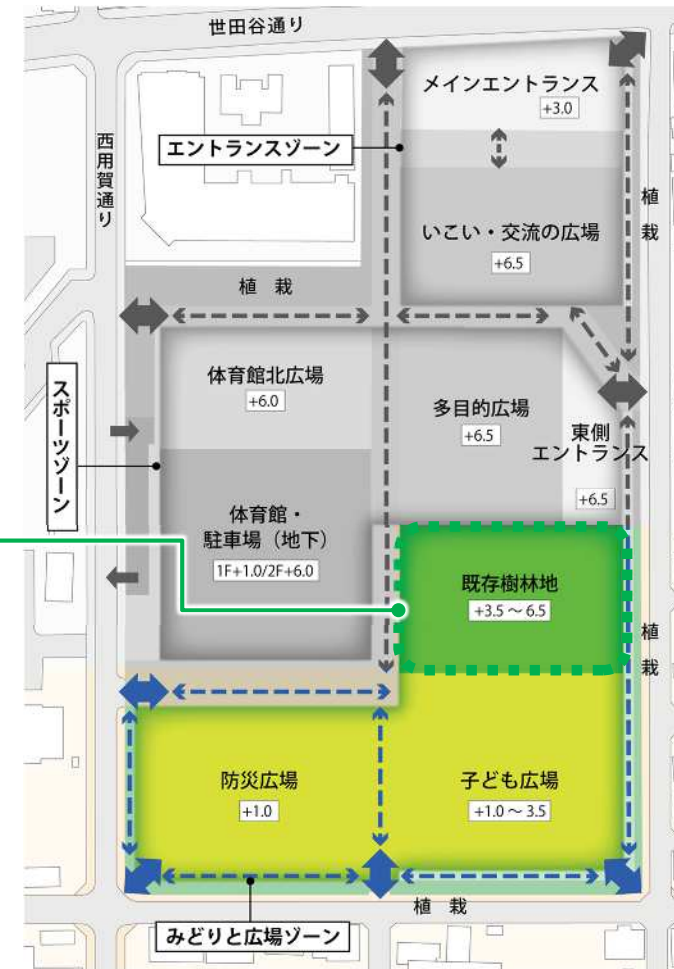 世田谷通り
メインエントランス
+3.0
エントランスゾーン
西用賀通り
植栽
いこい・交流の広場
+6.5
植 栽
体育館北広場
+6.0
スポーツゾーン
多目的広場
+6.5
東側
エントランス
+6.5
体育館・
駐車場（地下）
1F+1.0/2F+6.0
既存樹林地
+3.5～6.5
植栽
防災広場
+1.0
子ども広場
+1.0～3.5
植 栽
みどりと広場ゾーン